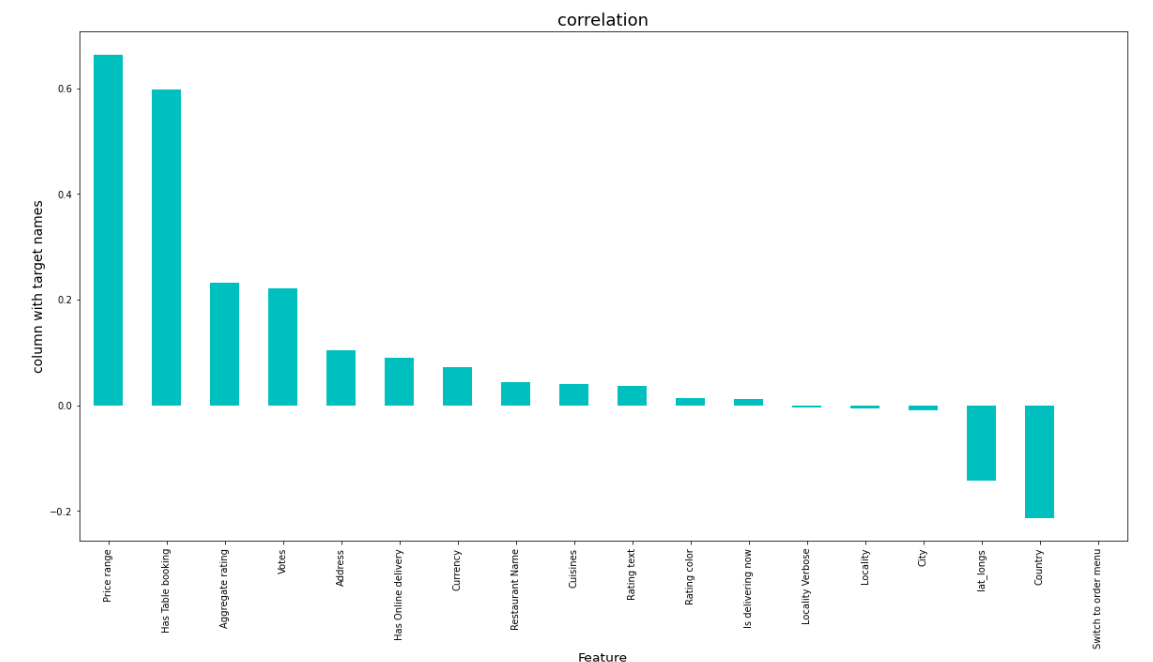 correlation
column with target names
0.6
0.4
0.2
0.0
−0.2
Price range
Has Table booking
Aggregate rating
Votes
Address
Has Online delivery
Currency
Restaurant Name
Cuisines
Rating text
Rating color
Is delivering now
Locality Verbose
Locality
City
lat_longs
Country
Switch to order menu
Feature